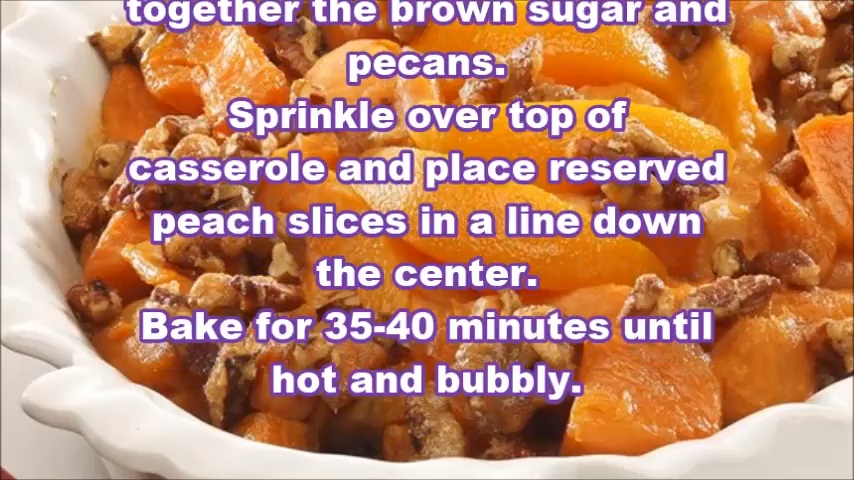 together the brown sugar and
pecans.
Sprinkle over top of
casserole and place reserved
peach slices in a line down
the center.
Bake for 35-40 minutes until
hot and bubbly.